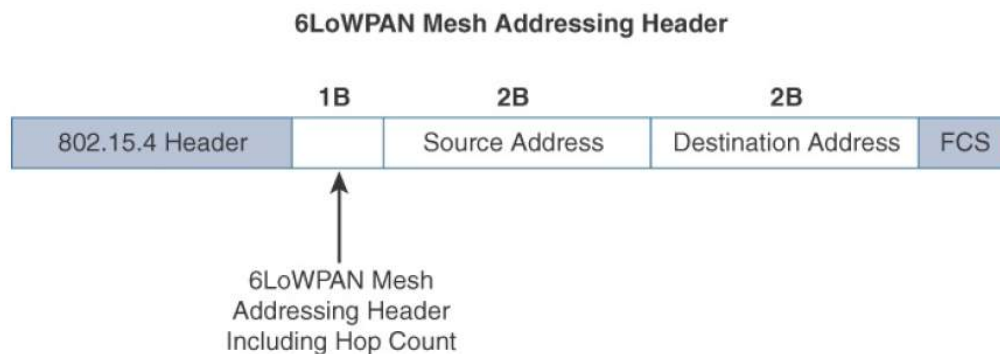 6LoWPAN Mesh Addressing Header
1B 2B 2B
802.15.4 Header Source Address Destination Address FCS
6LoWPAN Mesh
Addressing Header
Including Hop Count